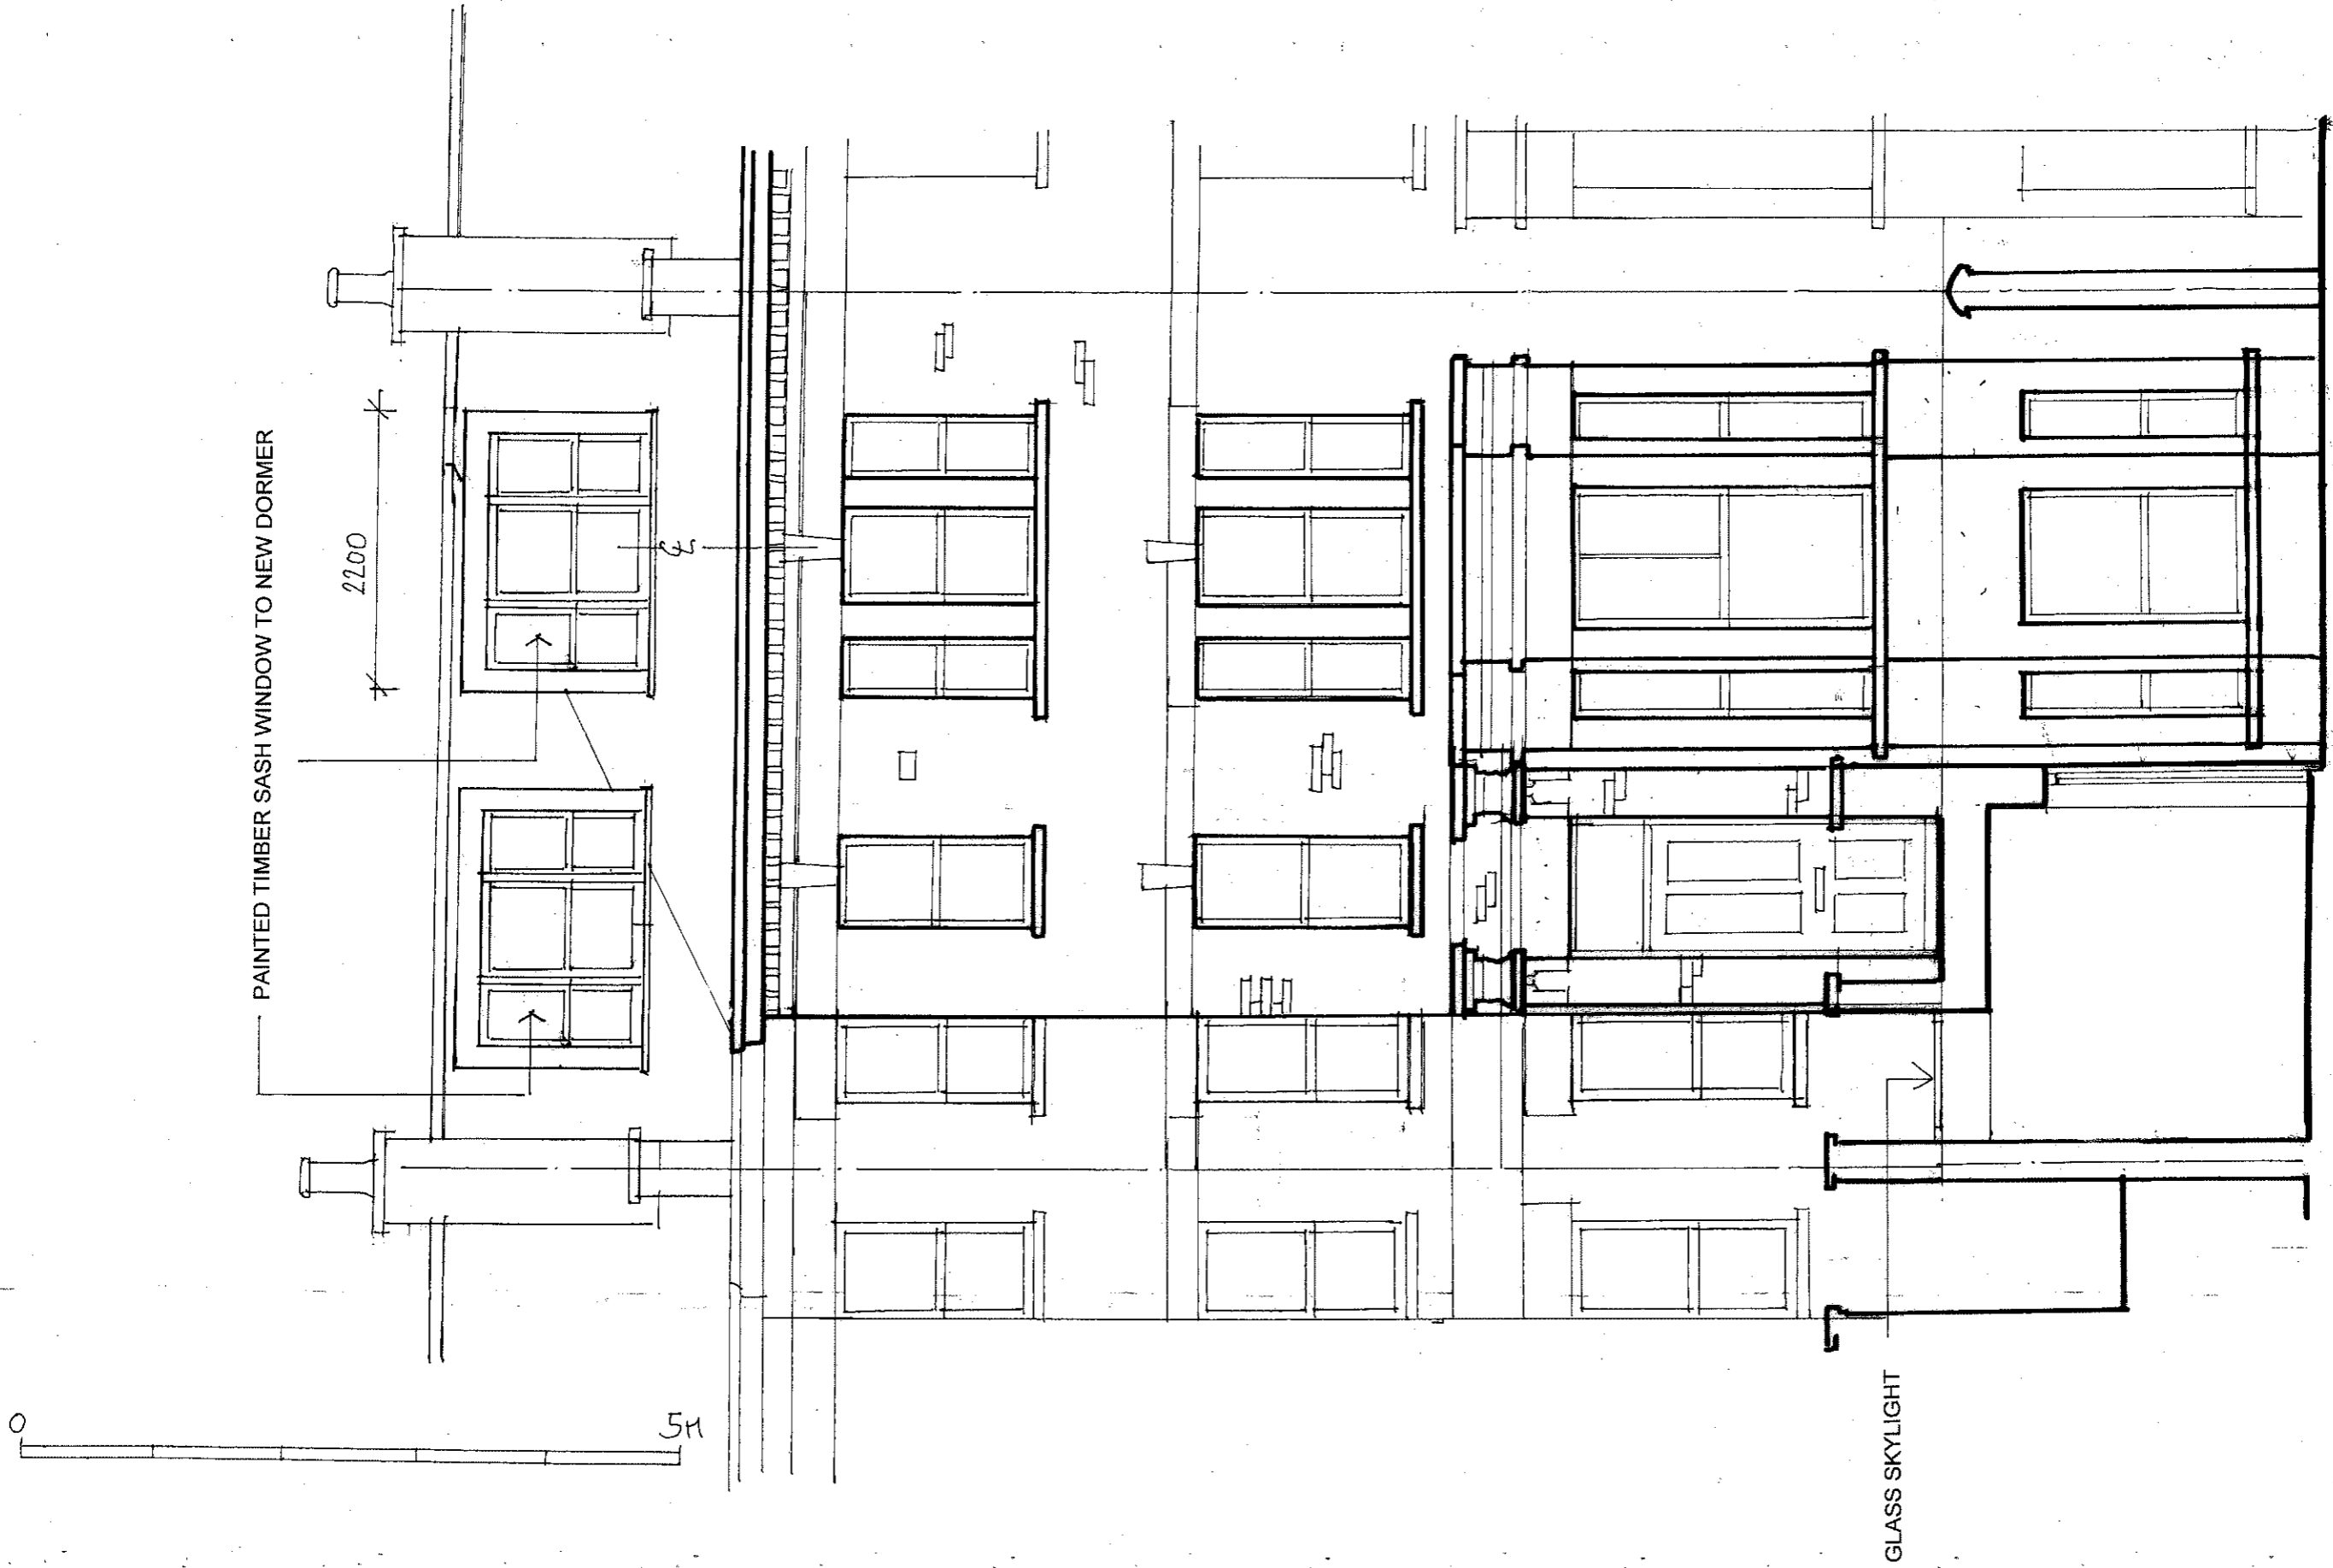 PAINTED TIMBER SASH WINDOW TO NEW DORMER
2200
℄
0
5M
GLASS SKYLIGHT